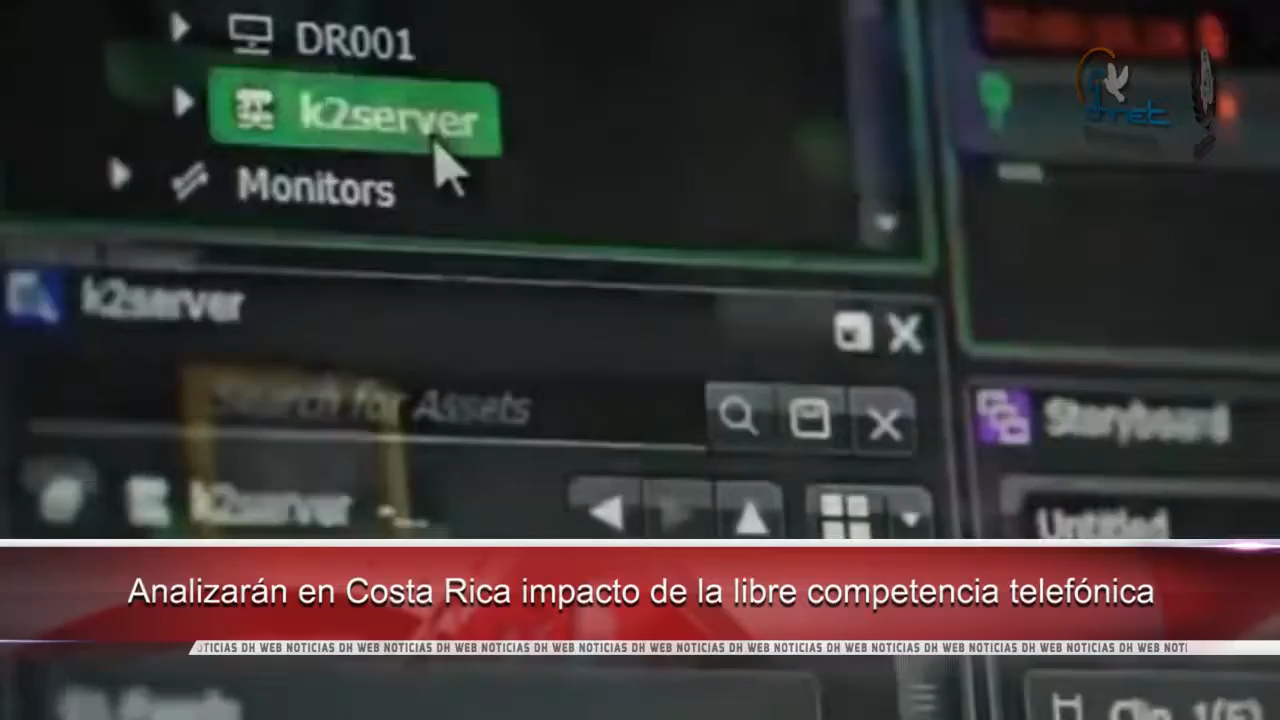 DR001
k2server
Monitors
k2server
Search for Assets
Storyboard
k2server
Untitled
Analizarán en Costa Rica impacto de la libre competencia telefónica
TICIAS DH WEB NOTICIAS DH WEB NOTICIAS DH WEB NOTICIAS DH WEB NOTICIAS DH WEB NOTICIAS DH WEB NOTICIAS DH WEB NOTICIAS DH WEB NOTICIAS DH WEB NOTICIAS DH WEB NOT